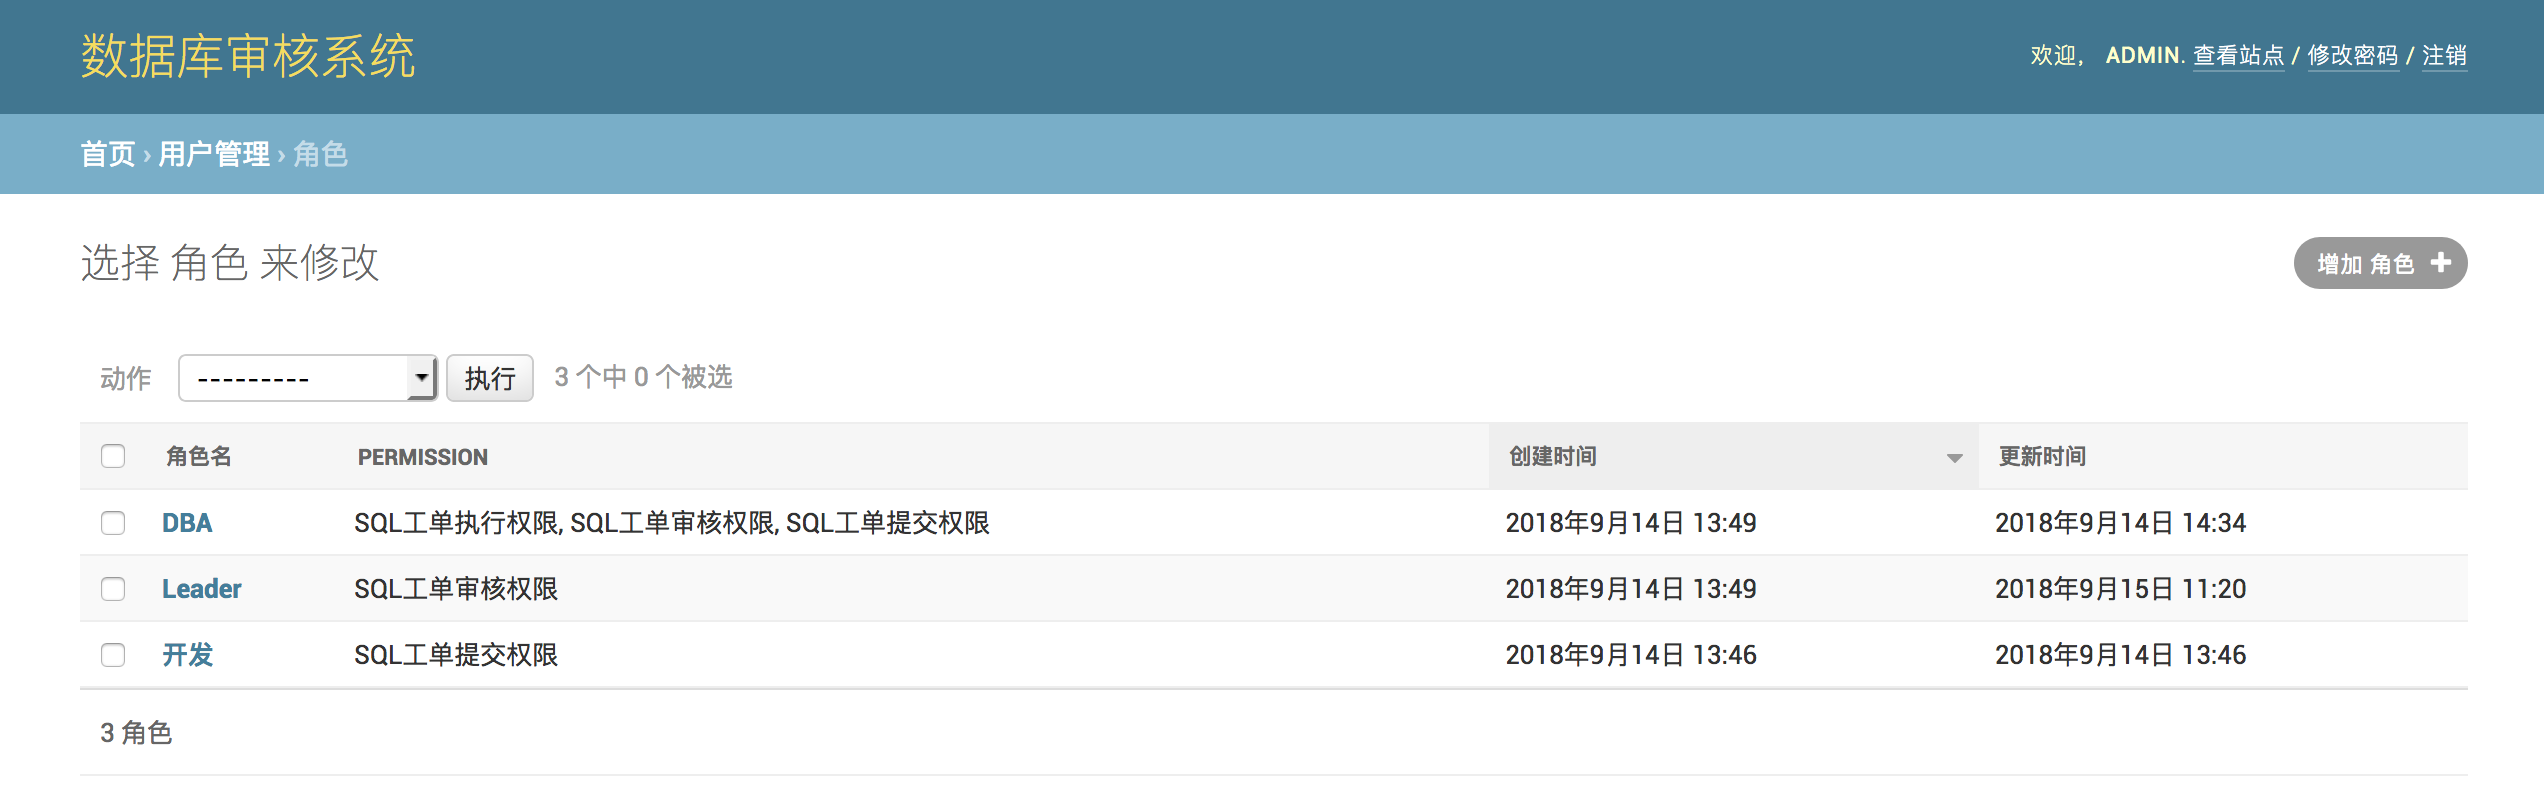 数据库审核系统
欢迎, ADMIN. 查看站点 / 修改密码 / 注销
首页 › 用户管理 › 角色
选择 角色 来修改
增加 角色
动作 --------- 执行 3 个中 0 个被选
角色名 PERMISSION 创建时间 更新时间
DBA SQL工单执行权限, SQL工单审核权限, SQL工单提交权限 2018年9月14日 13:49 2018年9月14日 14:34
Leader SQL工单审核权限 2018年9月14日 13:49 2018年9月15日 11:20
开发 SQL工单提交权限 2018年9月14日 13:46 2018年9月14日 13:46
3 角色